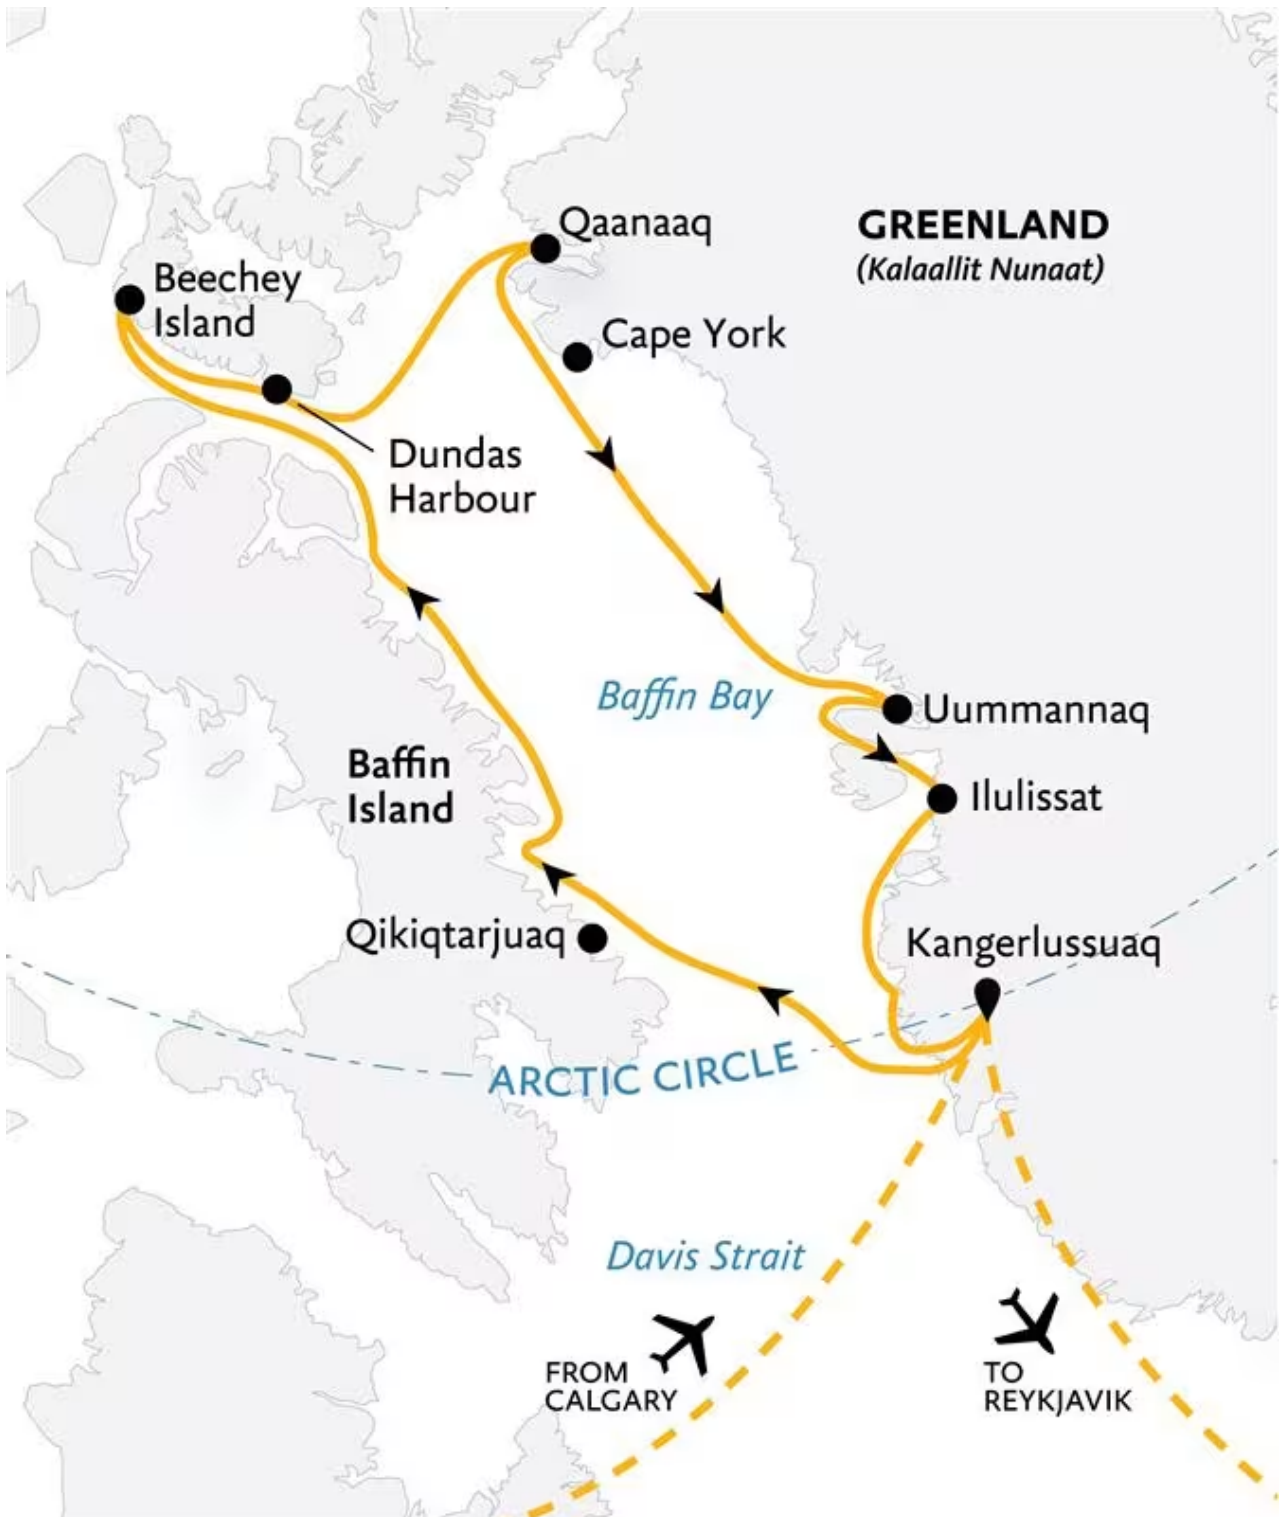 Qaanaaq
GREENLAND
(Kalaallit Nunaat)
Beechey
Island
Cape York
Dundas
Harbour
Baffin Bay
Uummannaq
Baffin
Island
Ilulissat
Qikiqtarjuaq
Kangerlussuaq
ARCTIC CIRCLE
Davis Strait
FROM
CALGARY
TO
REYKJAVIK